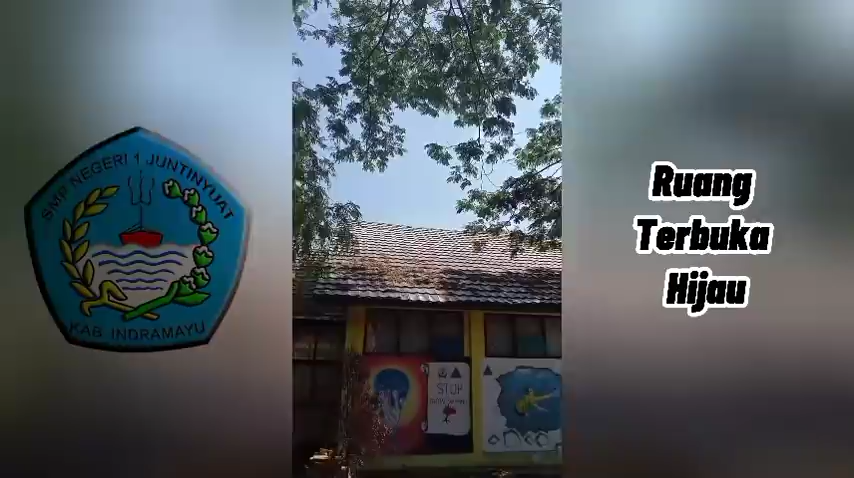 SMP NEGERI 1 JUNTINYUAT
KAB. INDRAMAYU
STOP
Ruang
Terbuka
Hijau